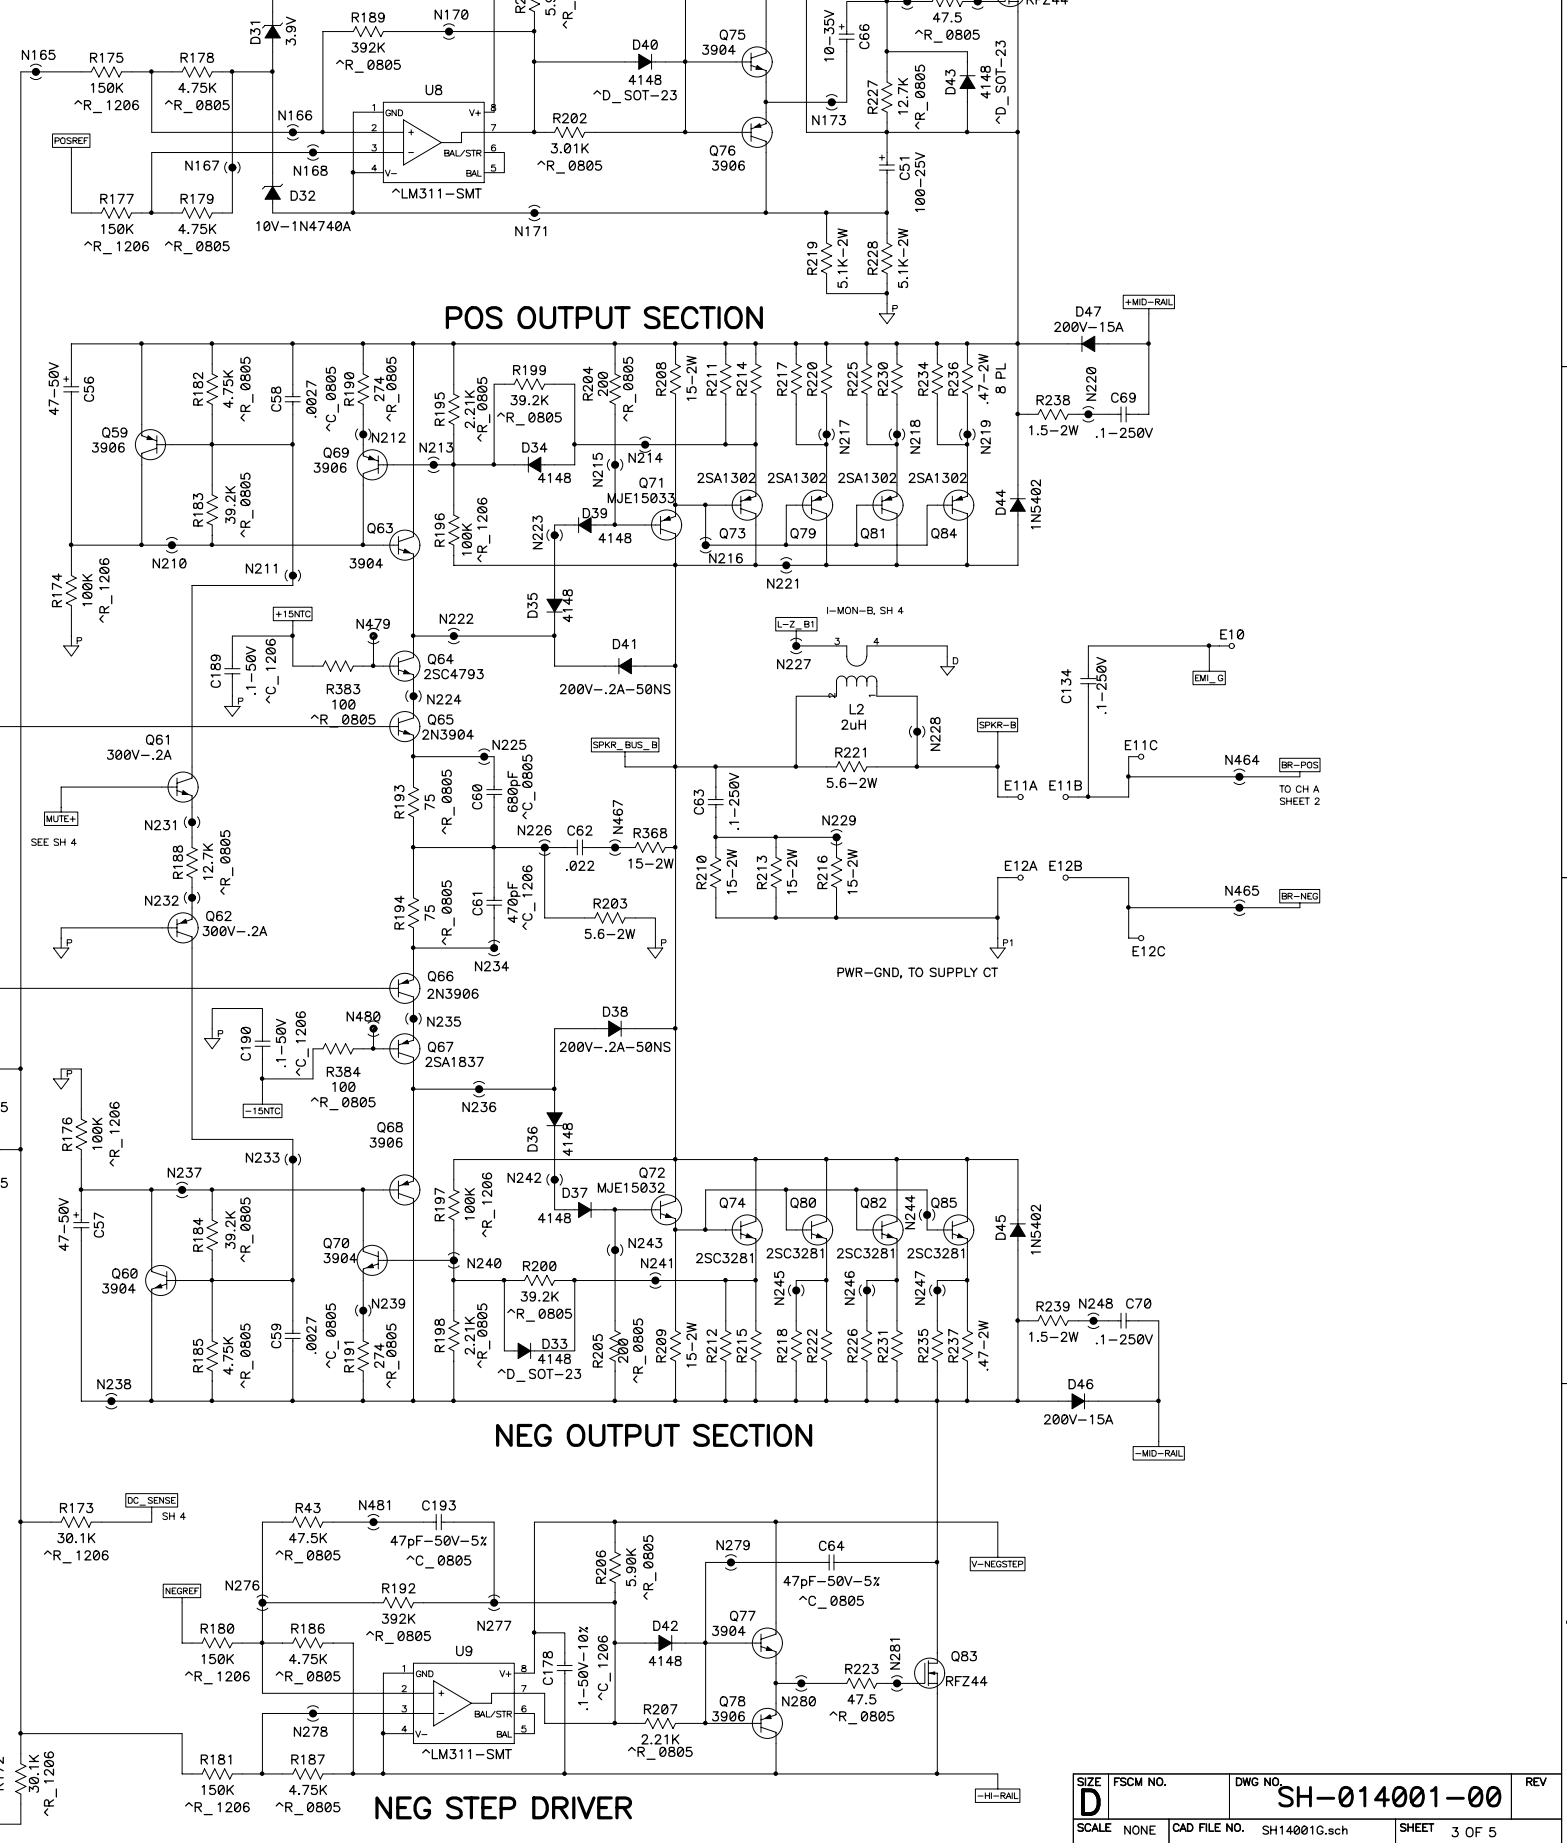 D31
3.9V
R189
392K
^R_0805
N170
D40
4148
^D_SOT-23
Q75
3904
10-35V
C66
47.5
^R_0805
RFZ44
R227
12.7K
^R_0805
D43
4148
^D_SOT-23
N165
R175
150K
^R_1206
R178
4.75K
^R_0805
N166
N167
N168
POSREF
U8
1 GND
V+ 8
2
+
7
3
-
BAL/STR 6
4 V-
BAL 5
^LM311-SMT
R202
3.01K
^R_0805
Q76
3906
N173
C51
100-25V
R177
150K
^R_1206
R179
4.75K
^R_0805
D32
10V-1N4740A
N171
R219
5.1K-2W
R228
5.1K-2W
P
POS OUTPUT SECTION
+MID-RAIL
D47
200V-15A
47-50V
C56
R182
4.75K
^R_0805
C58
.0027
^C_0805
R190
274
^R_0805
R195
2.21K
^R_0805
R199
39.2K
^R_0805
R204
200
^R_0805
R208
15-2W
R211
R214
R217
R220
R225
R230
R234
R236
.47-2W
8 PL
R238
1.5-2W
N220
C69
.1-250V
Q59
3906
N212
Q69
3906
N213
D34
4148
N215
N214
N217
N218
N219
R183
39.2K
^R_0805
R196
100K
^R_1206
Q71
MJE15033
2SA1302
2SA1302
2SA1302
2SA1302
D44
1N5402
Q63
3904
N223
D39
4148
Q73
Q79
Q81
Q84
N216
N221
N210
N211
R174
100K
^R_1206
P
+15NTC
C189
.1-50V
^C_1206
P
N479
R383
100
^R_0805
N222
D35
4148
Q64
2SC4793
D41
200V-.2A-50NS
N224
Q65
2N3904
I-MON-B, SH 4
L-Z_B1
N227
3
4
D
2
1
L2
2uH
N228
C134
.1-250V
E10
EMI_G
Q61
300V-.2A
MUTE+
SEE SH 4
N231
R188
12.7K
^R_0805
N232
Q62
300V-.2A
P
N225
R193
75
^R_0805
C60
680pF
^C_0805
SPKR_BUS_B
SPKR-B
R221
5.6-2W
C63
.1-250V
E11A
E11B
E11C
N464
BR-POS
TO CH A
SHEET 2
N226
C62
.022
N467
R368
15-2W
N229
R210
15-2W
R213
15-2W
R216
15-2W
E12A
E12B
E12C
N465
BR-NEG
R194
75
^R_0805
C61
470pF
^C_1206
R203
5.6-2W
P
N234
P1
PWR-GND, TO SUPPLY CT
Q66
2N3906
N235
P
C190
.1-50V
^C_1206
-15NTC
N480
R384
100
^R_0805
Q67
2SA1837
D38
200V-.2A-50NS
N236
D36
4148
P
R176
100K
^R_1206
Q68
3906
N233
N237
N242
D37
4148
Q72
MJE15032
R197
100K
^R_1206
47-50V
C57
R184
39.2K
^R_0805
Q74
Q80
Q82
N244
Q85
2SC3281
2SC3281
2SC3281
2SC3281
D45
1N5402
Q60
3904
Q70
3904
N240
N243
N241
R200
39.2K
^R_0805
N245
N246
N247
N239
R185
4.75K
^R_0805
C59
.0027
^C_0805
R191
274
^R_0805
R198
2.21K
^R_0805
D33
4148
^D_SOT-23
R205
200
^R_0805
R209
15-2W
R212
R215
R218
R222
R226
R231
R235
R237
.47-2W
R239
1.5-2W
N248
C70
.1-250V
N238
D46
200V-15A
-MID-RAIL
NEG OUTPUT SECTION
R173
30.1K
^R_1206
DC_SENSE
SH 4
R43
47.5K
^R_0805
N481
C193
47pF-50V-5%
^C_0805
R206
5.90K
^R_0805
N279
C64
47pF-50V-5%
^C_0805
V-NEGSTEP
NEGREF
N276
R192
392K
^R_0805
N277
R180
150K
^R_1206
R186
4.75K
^R_0805
D42
4148
Q77
3904
U9
1 GND
V+ 8
2
+
7
3
-
BAL/STR 6
4 V-
BAL 5
^LM311-SMT
C178
.1-50V-10%
^C_1206
N278
R207
2.21K
^R_0805
Q78
3906
N280
R223
47.5
^R_0805
N281
Q83
RFZ44
30.1K
^R_1206
R181
150K
^R_1206
R187
4.75K
^R_0805
-HI-RAIL
NEG STEP DRIVER
SIZE
D
FSCM NO.
DWG NO.
SH-014001-00
REV
SCALE NONE
CAD FILE NO. SH14001G.sch
SHEET 3 OF 5